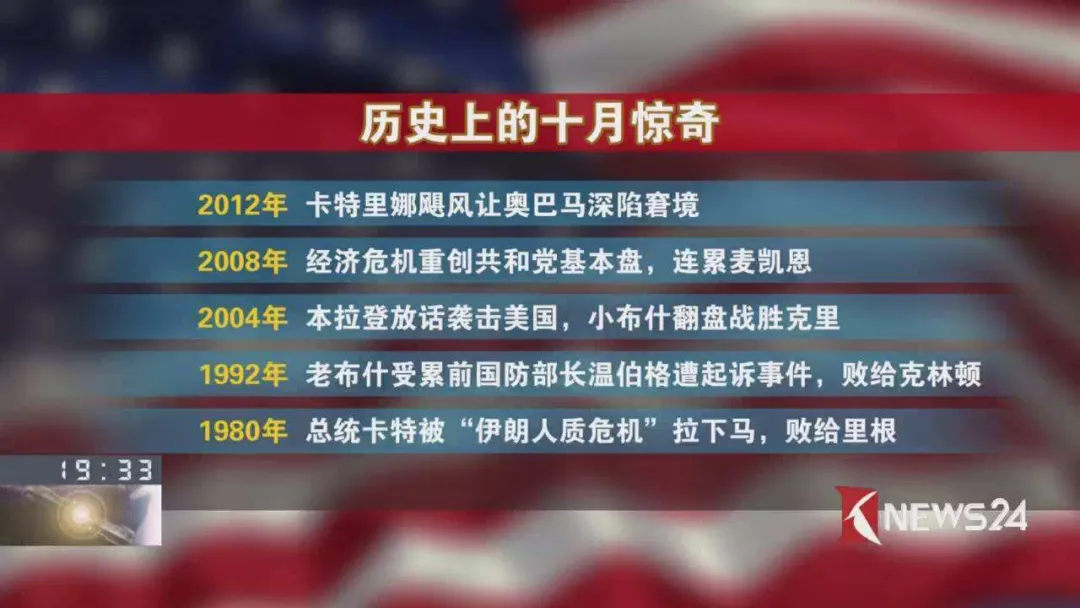 历史上的十月惊奇
2012年 卡特里娜飓风让奥巴马深陷窘境
2008年 经济危机重创共和党基本盘，连累麦凯恩
2004年 本拉登放话袭击美国，小布什翻盘战胜克里
1992年 老布什受累前国防部长温伯格遭起诉事件，败给克林顿
1980年 总统卡特被“伊朗人质危机”拉下马，败给里根
19:33
NEWS24